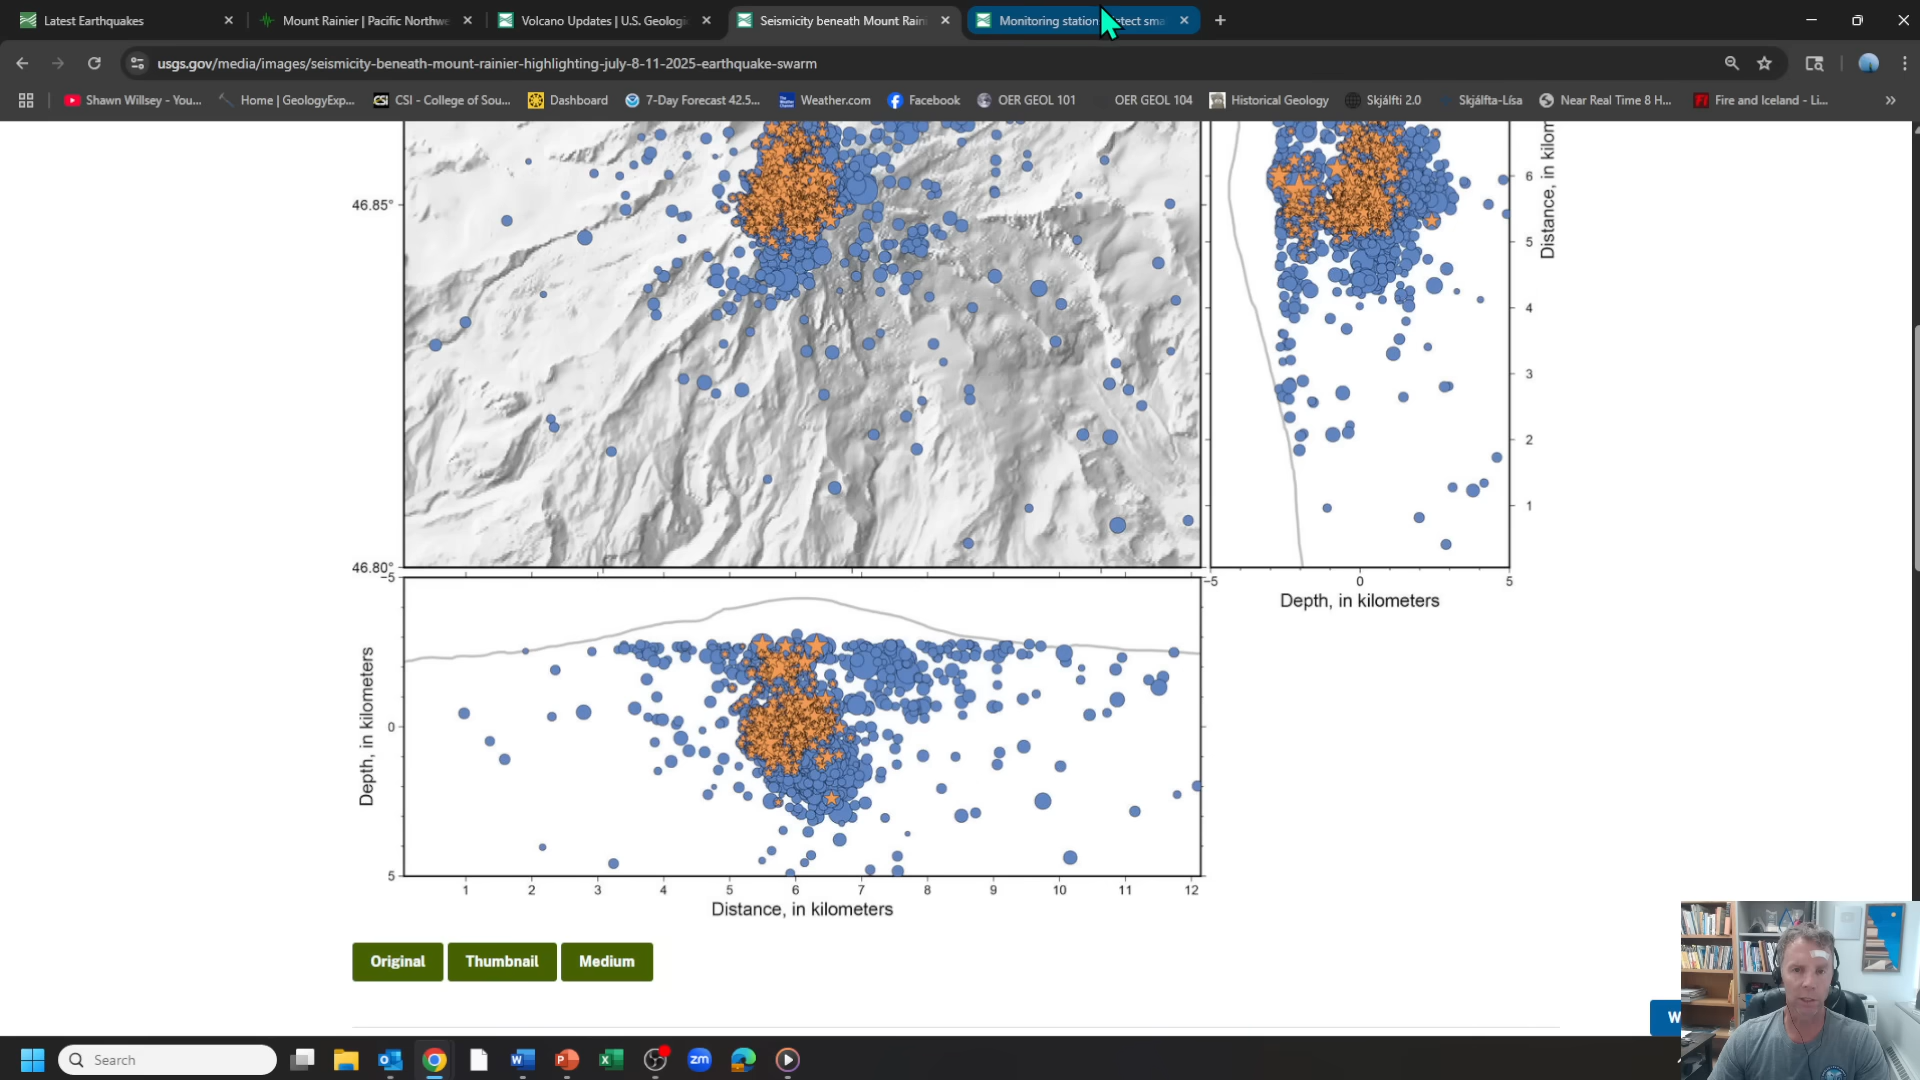 Latest Earthquakes
Mount Rainier | Pacific Northwe
Volcano Updates | U.S. Geologi
Seismicity beneath Mount Rain
Monitoring station
usgs.gov/media/images/seismicity-beneath-mount-rainier-highlighting-july-8-11-2025-earthquake-swarm
Shawn Willsey - You...
Home | GeologyExp...
CSI - College of Sou...
Dashboard
7-Day Forecast 42.5...
Weather.com
Facebook
OER GEOL 101
OER GEOL 104
Historical Geology
Skjálfti 2.0
Skjálfta-Lísa
Near Real Time 8 H...
Fire and Iceland - Li...
46.85°
46.80°
6
5
4
3
2
1
Distance, in kilom
-5 0 5
Depth, in kilometers
-5
0
5
Depth, in kilometers
1 2 3 4 5 6 7 8 9 10 11 12
Distance, in kilometers
Original
Thumbnail
Medium
W
Search